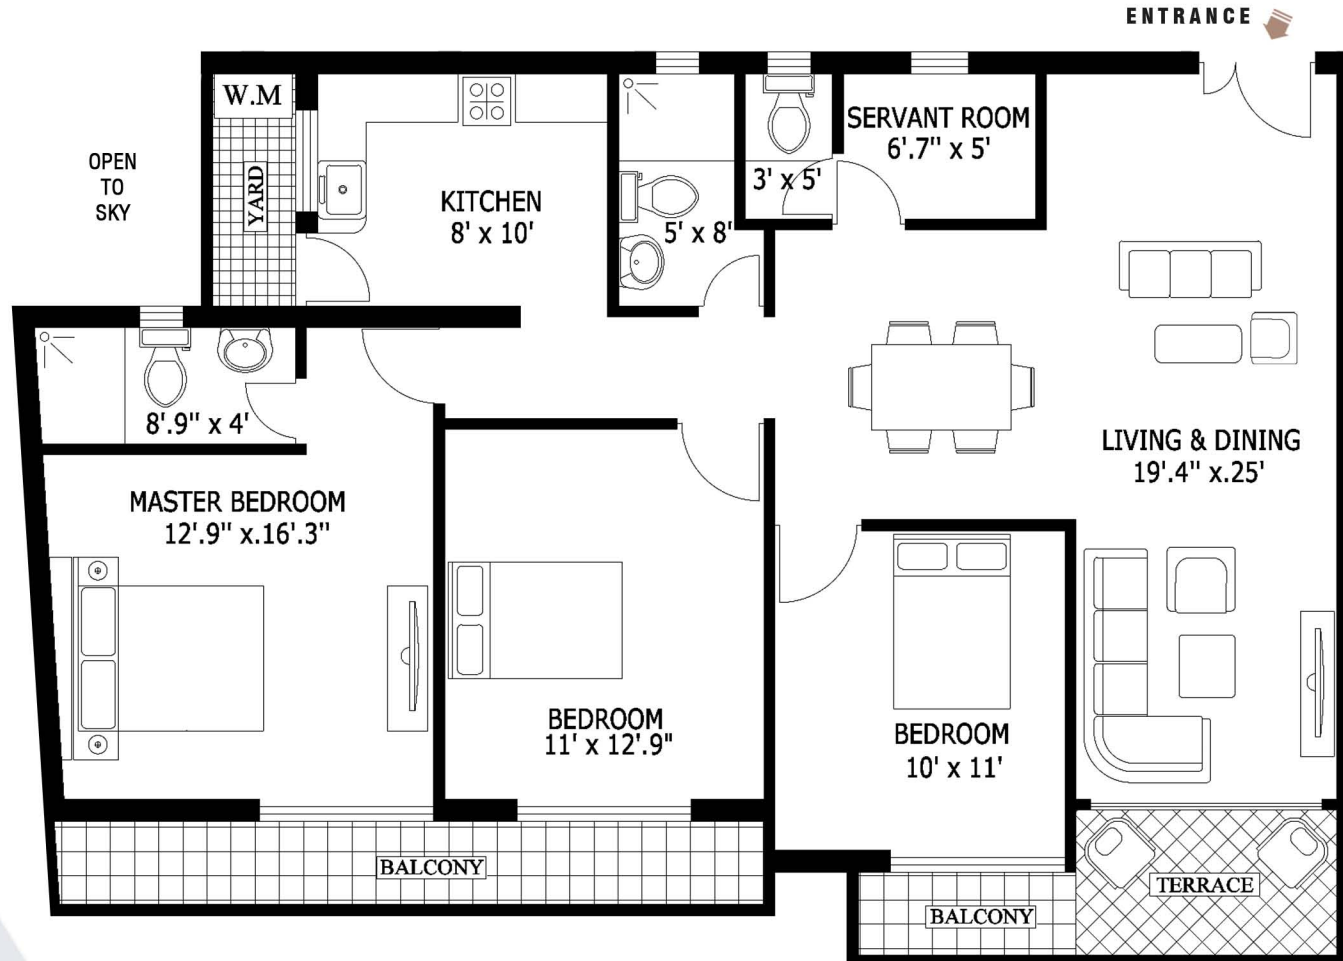 ENTRANCE
W.M
OPEN
TO
SKY
YARD
KITCHEN
8' x 10'
5' x 8'
3' x 5'
SERVANT ROOM
6'.7" x 5'
8'.9" x 4'
MASTER BEDROOM
12'.9" x.16'.3"
LIVING & DINING
19'.4" x.25'
BEDROOM
11' x 12'.9"
BEDROOM
10' x 11'
BALCONY
BALCONY
TERRACE